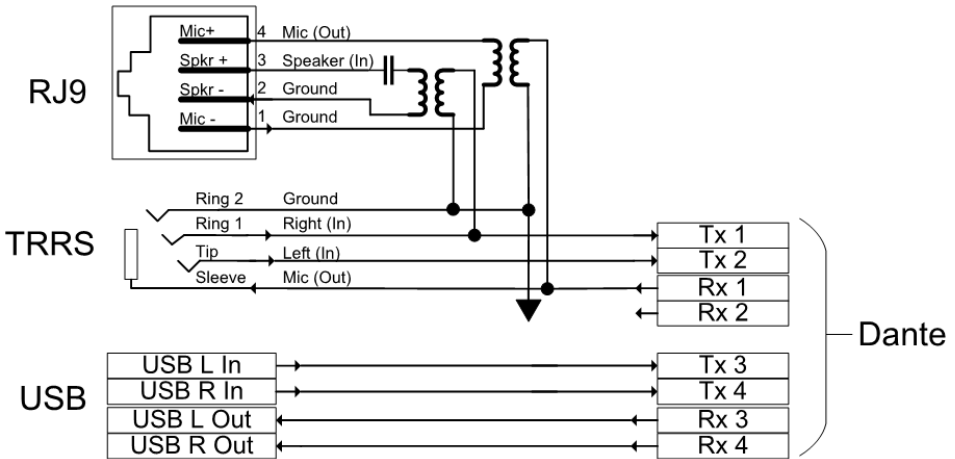 Mic+ 4 Mic (Out)
Spkr + 3 Speaker (In)
RJ9
Spkr - 2 Ground
Mic - 1 Ground
Ring 2 Ground
Ring 1 Right (In)
TRRS
Tip Left (In)
Sleeve Mic (Out)
Tx 1
Tx 2
Rx 1
Rx 2
Dante
USB L In Tx 3
USB R In Tx 4
USB
USB L Out Rx 3
USB R Out Rx 4